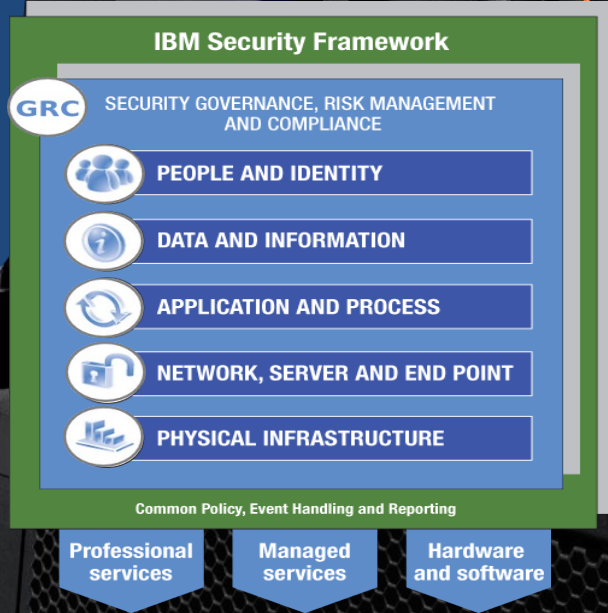 IBM Security Framework
GRC
SECURITY GOVERNANCE, RISK MANAGEMENT
AND COMPLIANCE
PEOPLE AND IDENTITY
DATA AND INFORMATION
APPLICATION AND PROCESS
NETWORK, SERVER AND END POINT
PHYSICAL INFRASTRUCTURE
Common Policy, Event Handling and Reporting
Professional
services
Managed
services
Hardware
and software